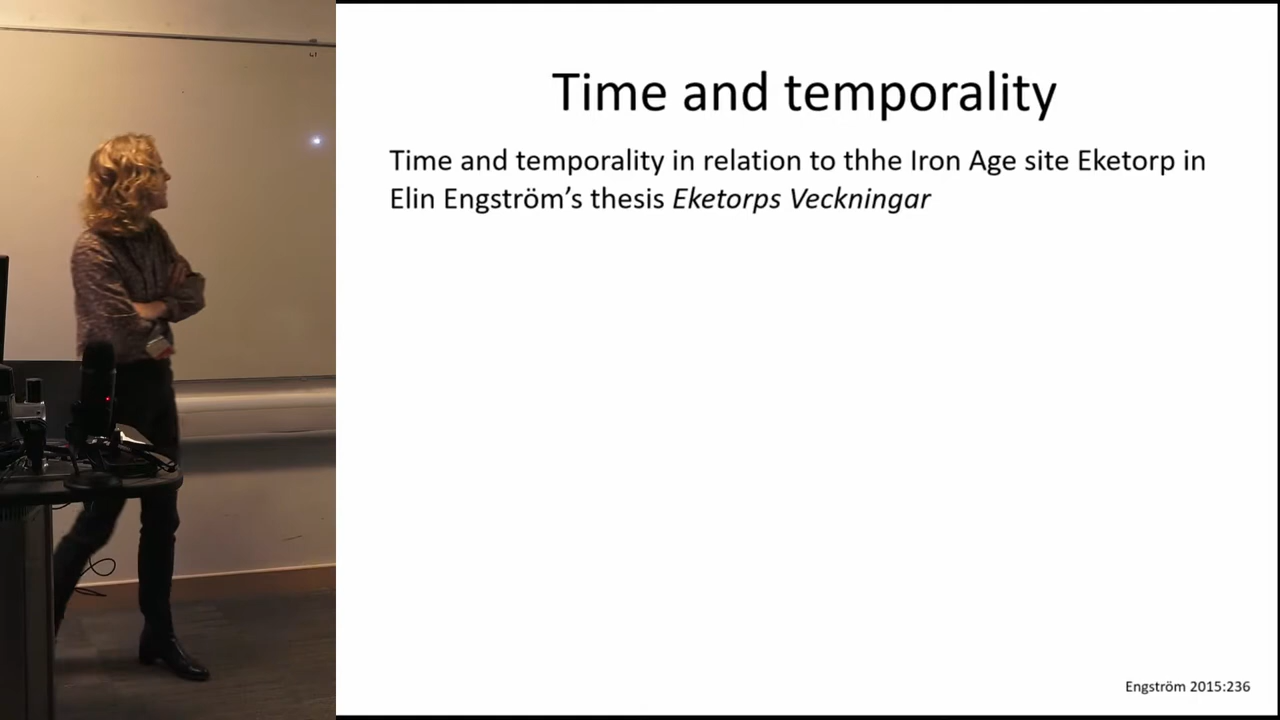 Time and temporality
Time and temporality in relation to thhe Iron Age site Eketorp in
Elin Engström’s thesis Eketorps Veckningar
Engström 2015:236